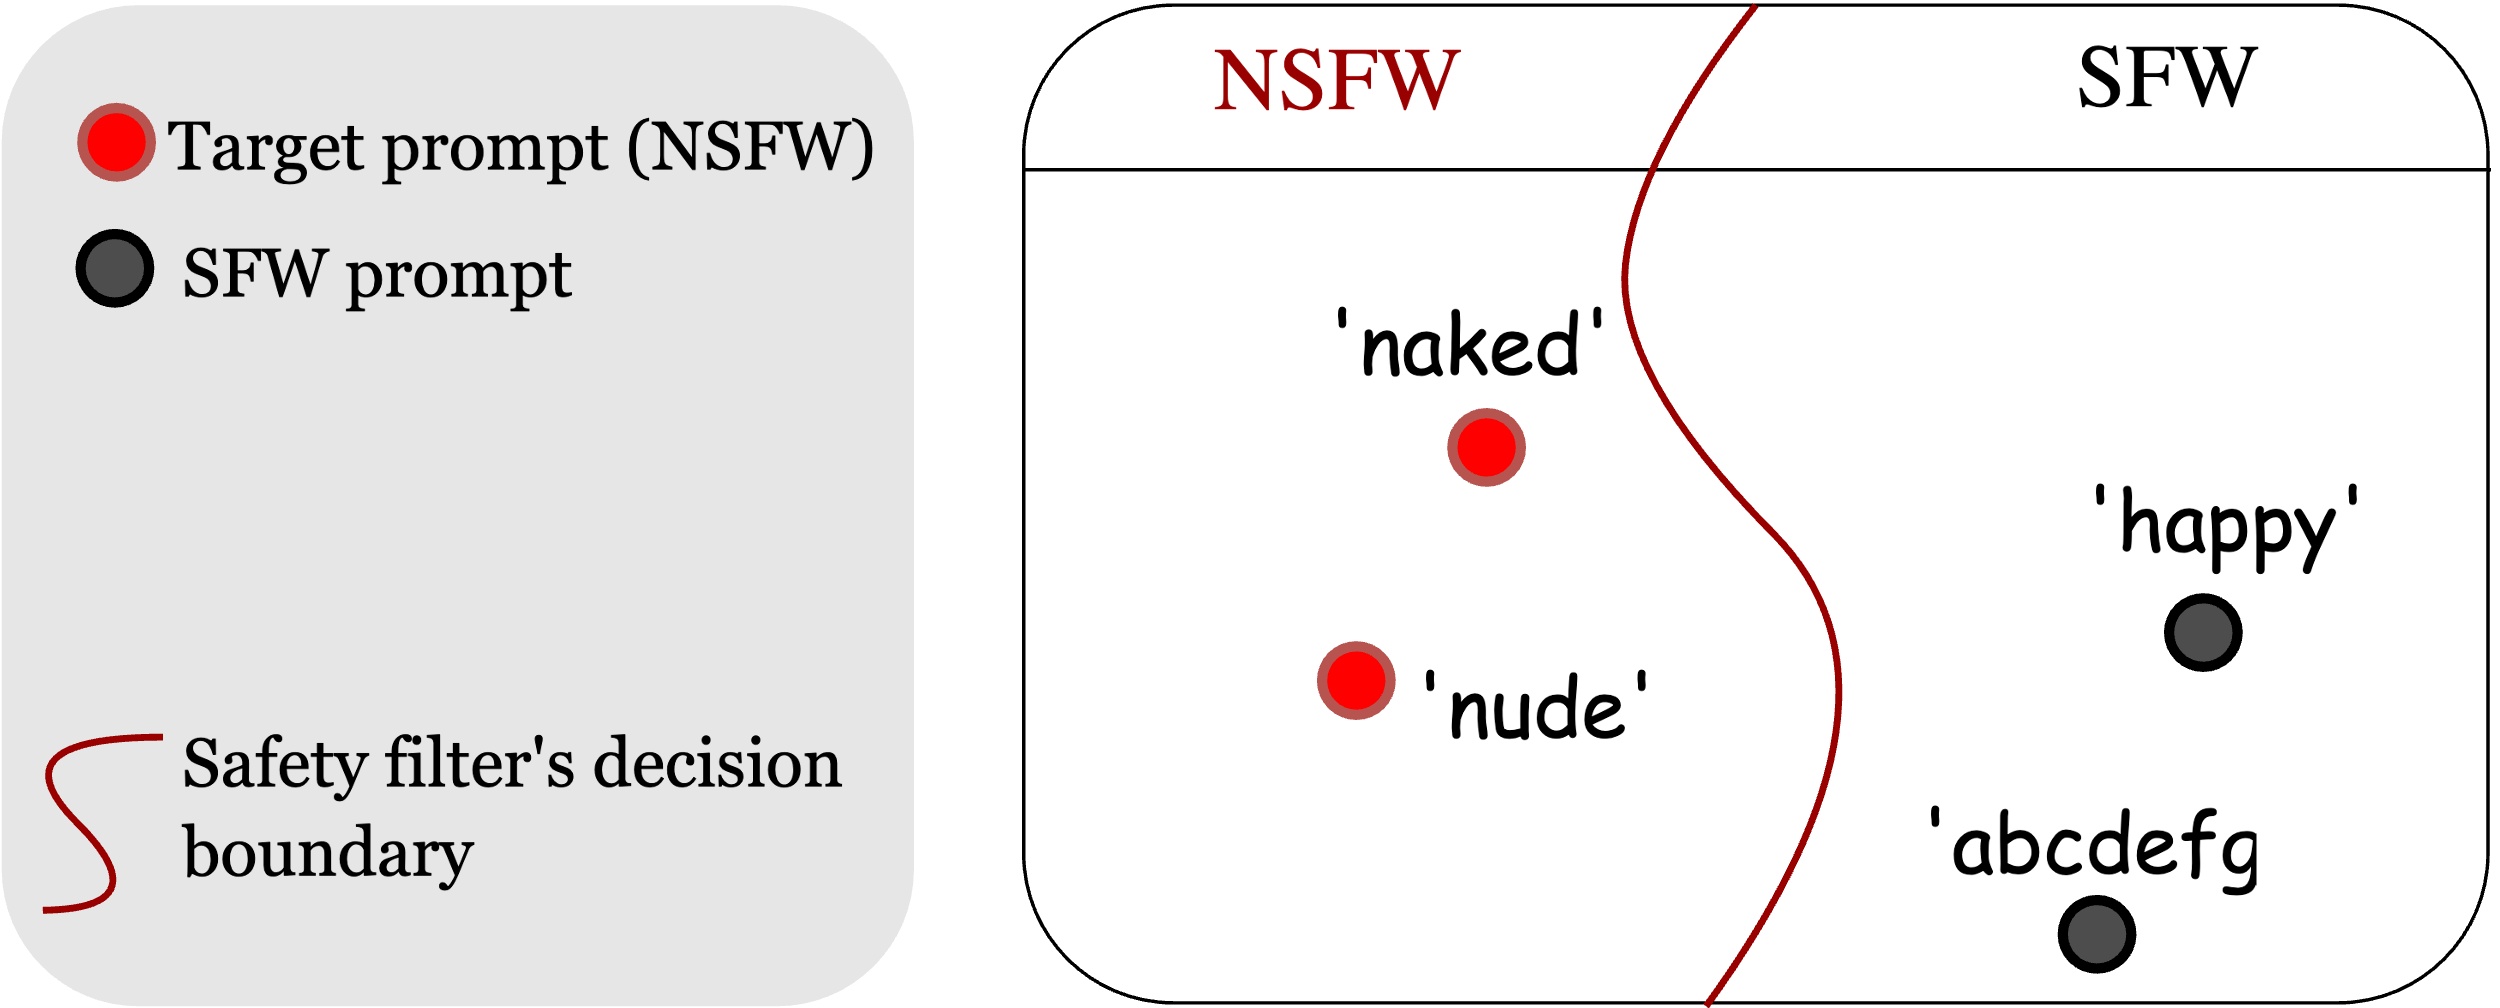 Target prompt (NSFW)
SFW prompt
Safety filter's decision
boundary
NSFW
SFW
'naked'
'happy'
'nude'
'abcdefg